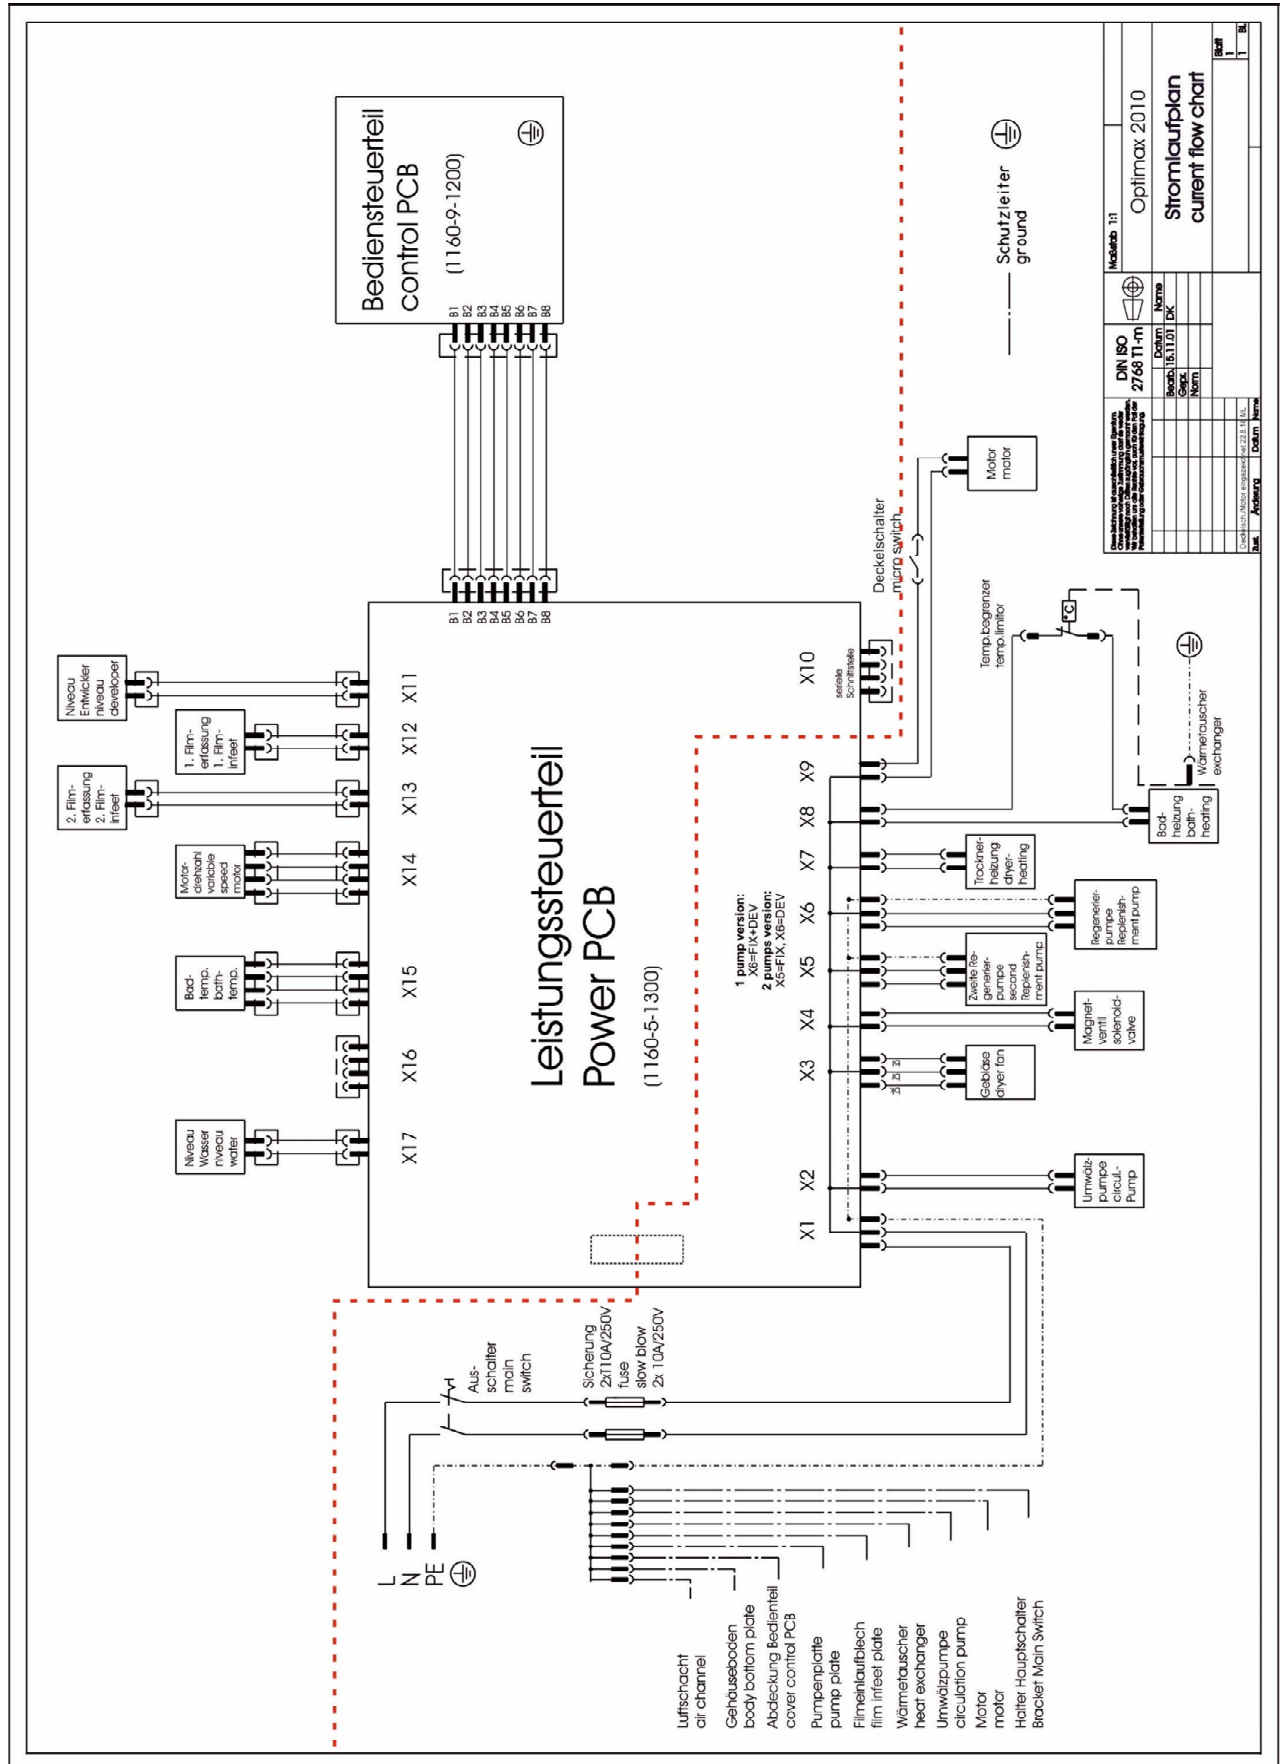 Bediensteuerteil
control PCB
(1160-9-1200)
B1
B2
B3
B4
B5
B6
B7
B8
B1
B2
B3
B4
B5
B6
B7
B8
Niveau
Entwickler
niveau
developer
1. Film-
erfassung
1. Film-
infeet
2. Film-
erfassung
2. Film-
infeet
Motor-
drehzahl
variable
speed
motor
Bad-
temp.
bath-
temp.
Niveau
Wasser
niveau
water
X11
X12
X13
X14
X15
X16
X17
Leistungssteuerteil
Power PCB
(1160-5-1300)
1 pump version:
X6=FIX+DEV
2 pumps version:
X5=FIX, X6=DEV
X10
serielle
Schnittstelle
X9
X8
X7
X6
X5
X4
X3
X2
X1
Deckelschalter
micro switch
Motor
motor
Schutzleiter
ground
Temp.begrenzer
temp.limitor
°C
Wärmetauscher
exchanger
Bad-
heizung
bath-
heating
Trockner-
heizung
dryer-
heating
Regenerier-
pumpe
Replenish-
ment pump
Zweite Re-
generier-
pumpe
second
Replenish-
ment pump
Magnet-
ventil
solenoid-
valve
Gebläse
dryer fan
Umwälz-
pumpe
circul.-
Pump
Aus-
schalter
main
switch
Sicherung
2xT10A/250V
fuse
slow blow
2x 10A/250V
L
N
PE
Luftschacht
air channel
Gehäuseboden
body bottom plate
Abdeckung Bedienteil
cover control PCB
Pumpenplatte
pump plate
Filmeinlaufblech
film infeet plate
Wärmetauscher
heat exchanger
Umwälzpumpe
circulation pump
Motor
motor
Halter Hauptschalter
Bracket Main Switch
DIN ISO
2768 T1-m
Maßstab 1:1
Optimax 2010
Datum Name
Bearb. 15.11.01 DK
Gepr.
Norm
Stromlaufplan
current flow chart
Blatt
1
1 Bl.
Zust. Änderung Datum Name